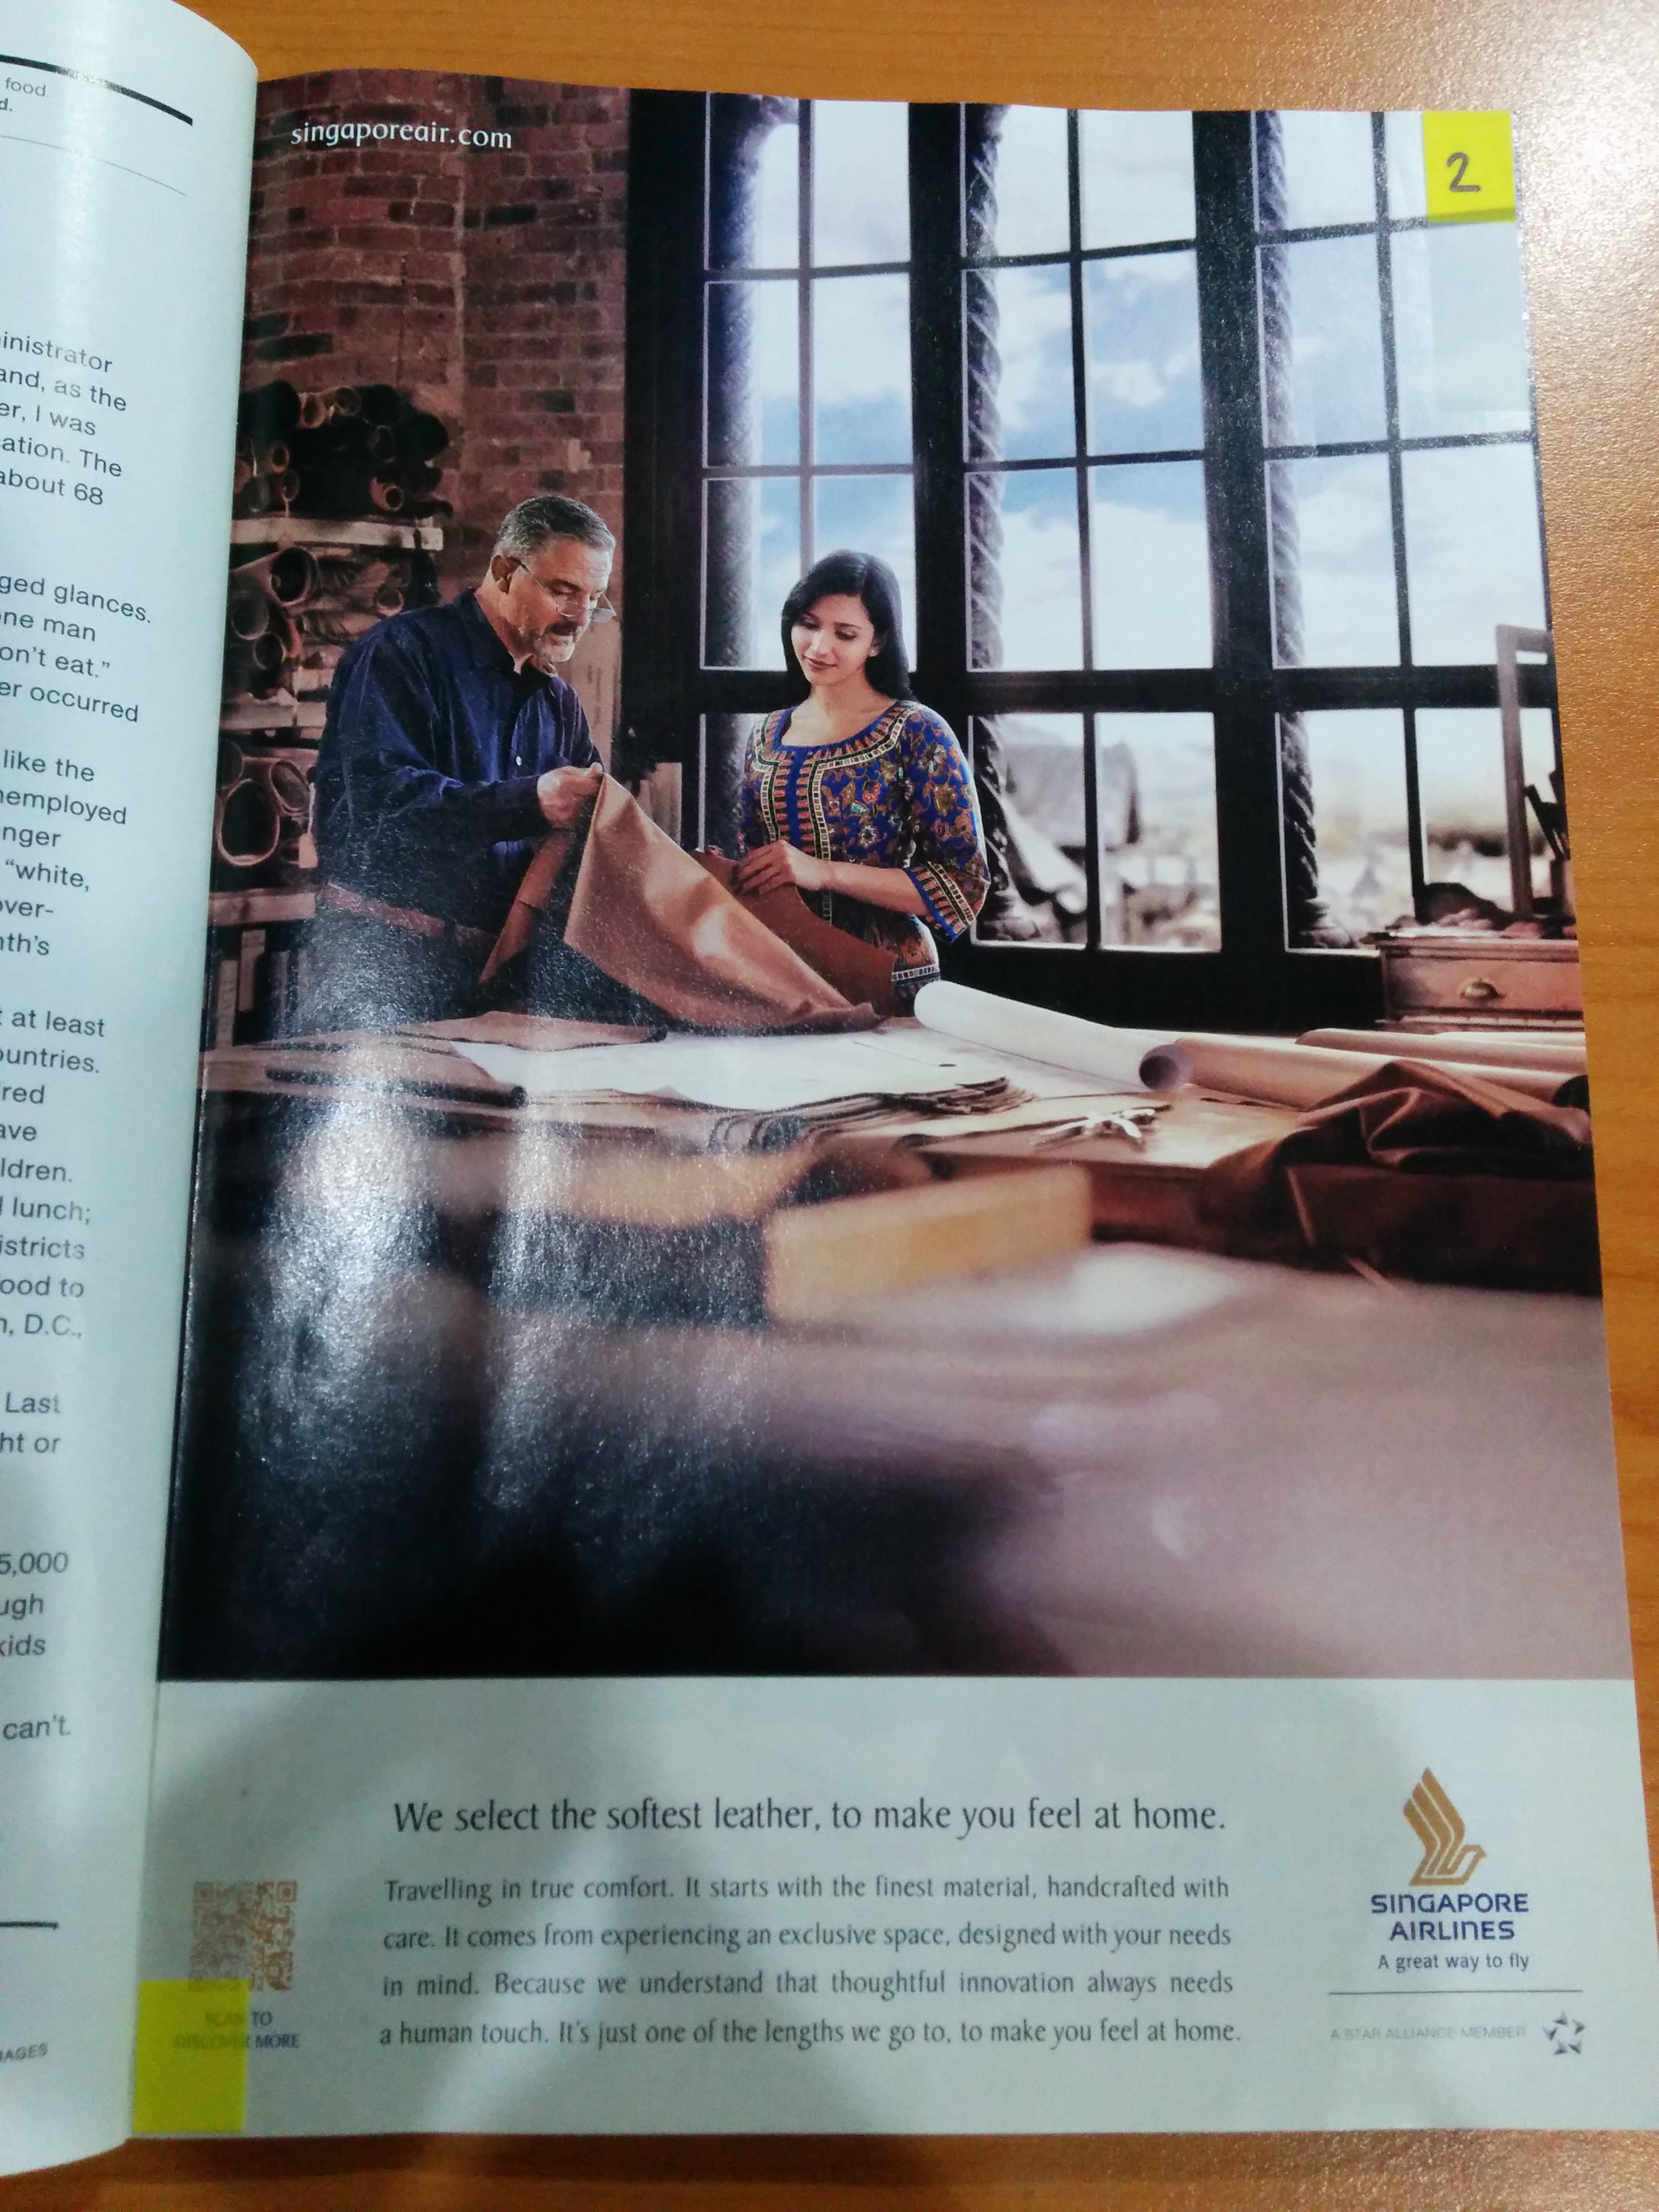 food.
d.
inistrator
and, as the
er, I was
ation. The
about 68
ged glances.
one man
on't eat."
er occurred
like the
nemployed
nger
"white,
over-
nth's
t at least
ountries.
ired
ave
ldren.
l lunch;
istricts
ood to
n, D.C.,
Last
ht or
5,000
ugh
kids
can't.
IAGES
singaporeair.com
2
We select the softest leather, to make you feel at home.
Travelling in true comfort. It starts with the finest material, handcrafted with
care. It comes from experiencing an exclusive space, designed with your needs
in mind. Because we understand that thoughtful innovation always needs
a human touch. It's just one of the lengths we go to, to make you feel at home.
SCAN TO
DISCOVER MORE
SINGAPORE
AIRLINES
A great way to fly
A STAR ALLIANCE MEMBER